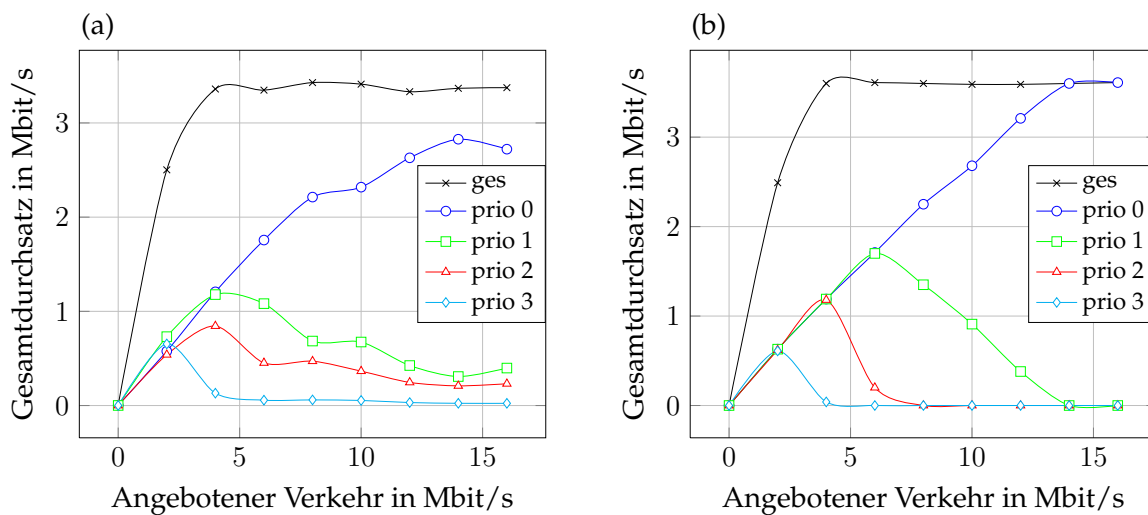 (a)
Gesamtdurchsatz in Mbit/s
3
2
1
0
0 5 10 15
Angebotener Verkehr in Mbit/s
ges
prio 0
prio 1
prio 2
prio 3
(b)
Gesamtdurchsatz in Mbit/s
3
2
1
0
0 5 10 15
Angebotener Verkehr in Mbit/s
ges
prio 0
prio 1
prio 2
prio 3